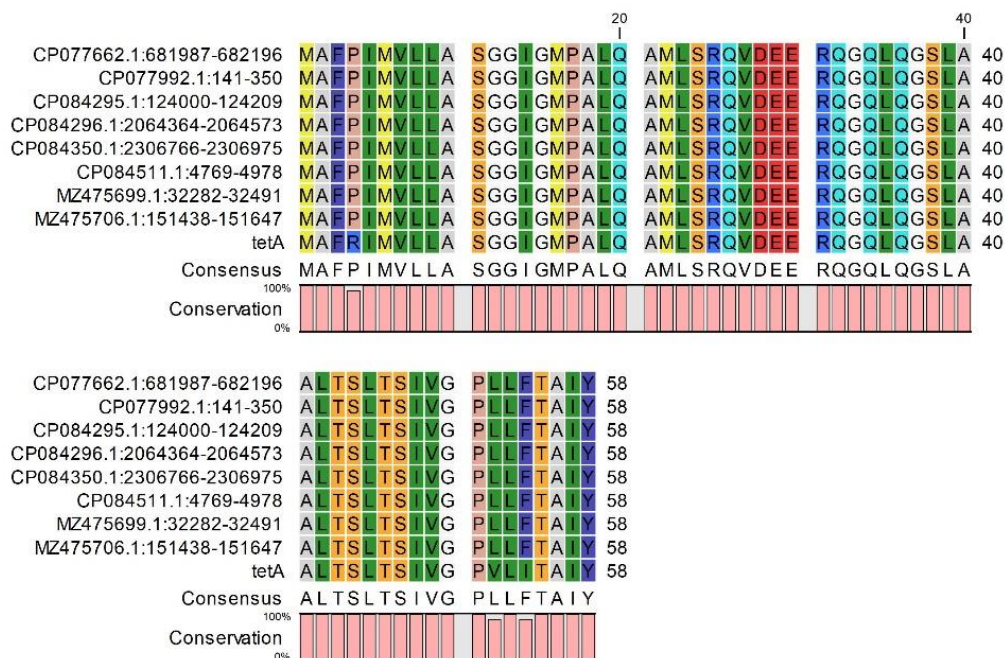 20 40
CP077662.1:681987-682196 MAFPIMVLLA SGGIGMPALQ AMLSRQVDEE RQGQLQGSLA 40
CP077992.1:141-350 MAFPIMVLLA SGGIGMPALQ AMLSRQVDEE RQGQLQGSLA 40
CP084295.1:124000-124209 MAFPIMVLLA SGGIGMPALQ AMLSRQVDEE RQGQLQGSLA 40
CP084296.1:2064364-2064573 MAFPIMVLLA SGGIGMPALQ AMLSRQVDEE RQGQLQGSLA 40
CP084350.1:2306766-2306975 MAFPIMVLLA SGGIGMPALQ AMLSRQVDEE RQGQLQGSLA 40
CP084511.1:4769-4978 MAFPIMVLLA SGGIGMPALQ AMLSRQVDEE RQGQLQGSLA 40
MZ475699.1:32282-32491 MAFPIMVLLA SGGIGMPALQ AMLSRQVDEE RQGQLQGSLA 40
MZ475706.1:151438-151647 MAFPIMVLLA SGGIGMPALQ AMLSRQVDEE RQGQLQGSLA 40
tetA MAFRIMVLLA SGGIGMPALQ AMLSRQVDEE RQGQLQGSLA 40
Consensus MAFPIMVLLA SGGIGMPALQ AMLSRQVDEE RQGQLQGSLA
100%
Conservation
0%
CP077662.1:681987-682196 ALTSLTSIVG PLLFTAIY 58
CP077992.1:141-350 ALTSLTSIVG PLLFTAIY 58
CP084295.1:124000-124209 ALTSLTSIVG PLLFTAIY 58
CP084296.1:2064364-2064573 ALTSLTSIVG PLLFTAIY 58
CP084350.1:2306766-2306975 ALTSLTSIVG PLLFTAIY 58
CP084511.1:4769-4978 ALTSLTSIVG PLLFTAIY 58
MZ475699.1:32282-32491 ALTSLTSIVG PLLFTAIY 58
MZ475706.1:151438-151647 ALTSLTSIVG PLLFTAIY 58
tetA ALTSLTSIVG PVLITAIY 58
Consensus ALTSLTSIVG PLLFTAIY
100%
Conservation
0%